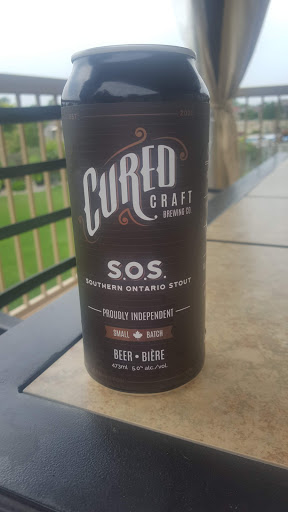 CURED
CRAFT
BREWING CO
S.O.S.
SOUTHERN ONTARIO STOUT
PROUDLY INDEPENDENT
SMALL BATCH
BEER • BIÈRE
473ml 5.0% alc./vol.